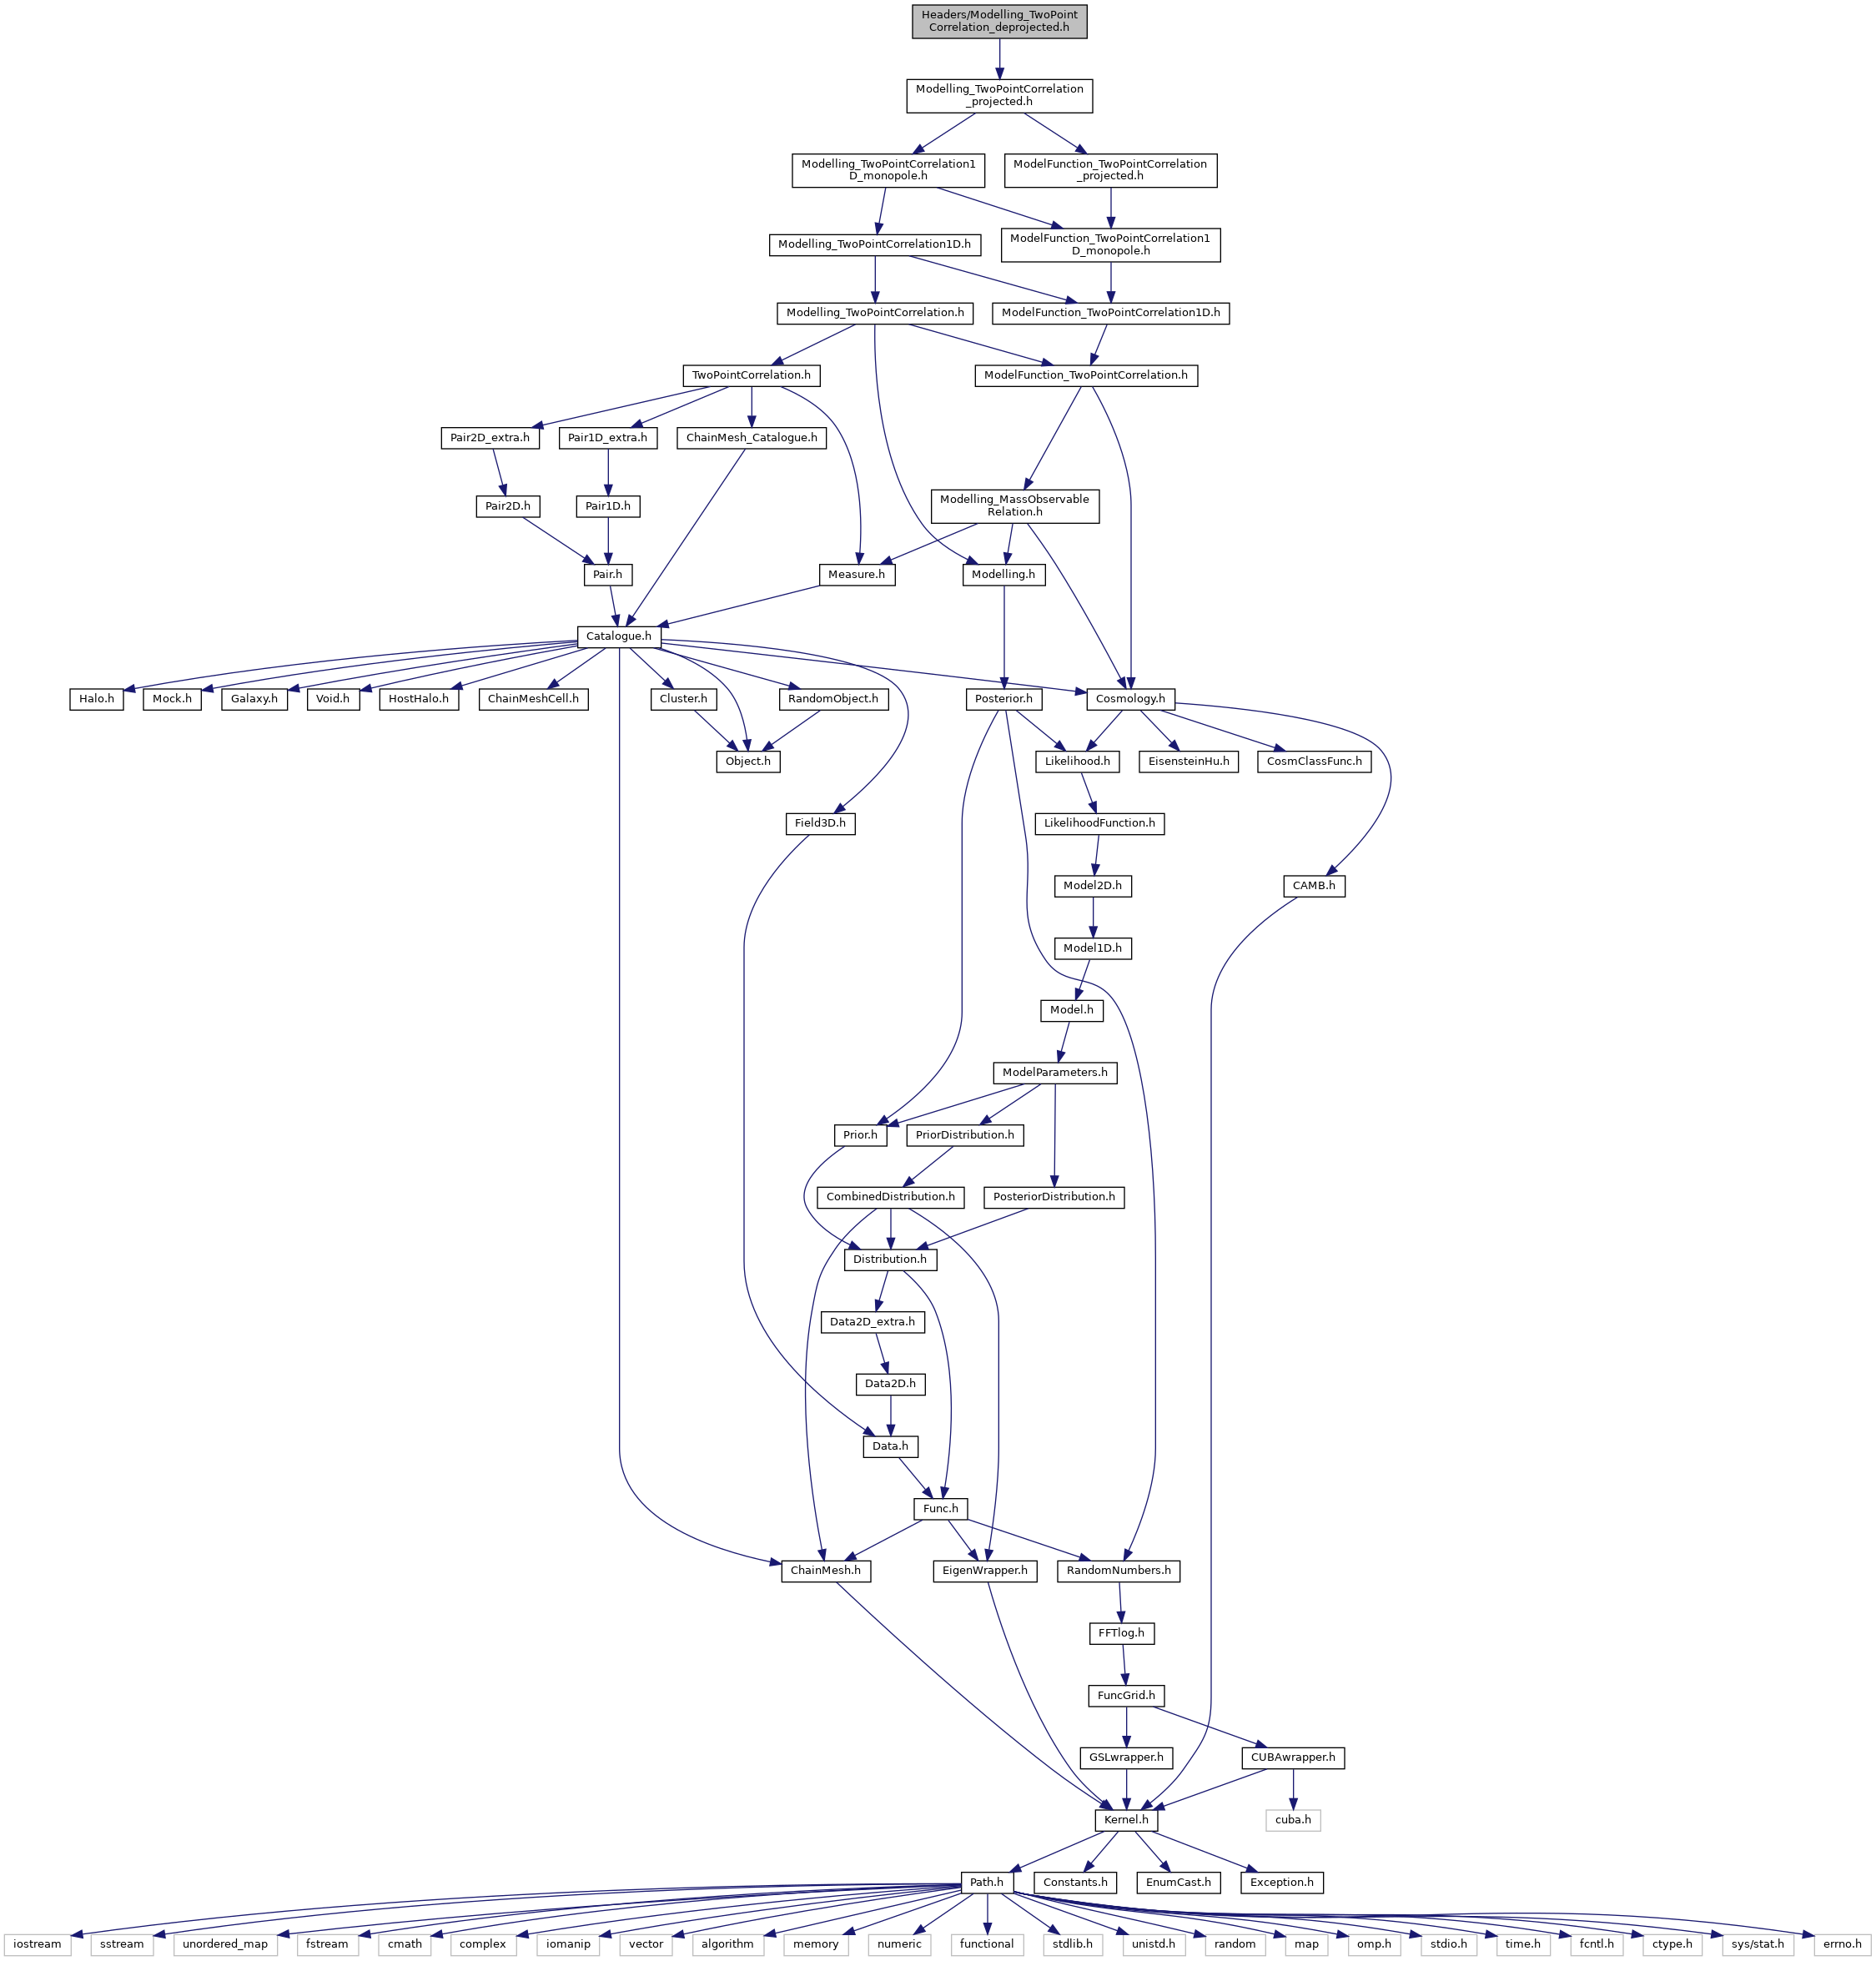 Headers/Modelling_TwoPoint
Correlation_deprojected.h
Modelling_TwoPointCorrelation
_projected.h
Modelling_TwoPointCorrelation1
D_monopole.h
ModelFunction_TwoPointCorrelation
_projected.h
Modelling_TwoPointCorrelation1D.h
ModelFunction_TwoPointCorrelation1
D_monopole.h
Modelling_TwoPointCorrelation.h
ModelFunction_TwoPointCorrelation1D.h
TwoPointCorrelation.h
ModelFunction_TwoPointCorrelation.h
Pair2D_extra.h
Pair1D_extra.h
ChainMesh_Catalogue.h
Pair2D.h
Pair1D.h
Modelling_MassObservable
Relation.h
Pair.h
Measure.h
Modelling.h
Catalogue.h
Halo.h
Mock.h
Galaxy.h
Void.h
HostHalo.h
ChainMeshCell.h
Cluster.h
RandomObject.h
Posterior.h
Cosmology.h
Object.h
Likelihood.h
EisensteinHu.h
CosmClassFunc.h
Field3D.h
LikelihoodFunction.h
Model2D.h
CAMB.h
Model1D.h
Model.h
ModelParameters.h
Prior.h
PriorDistribution.h
CombinedDistribution.h
PosteriorDistribution.h
Distribution.h
Data2D_extra.h
Data2D.h
Data.h
Func.h
ChainMesh.h
EigenWrapper.h
RandomNumbers.h
FFTlog.h
FuncGrid.h
GSLwrapper.h
CUBAwrapper.h
Kernel.h
cuba.h
Path.h
Constants.h
EnumCast.h
Exception.h
iostream
sstream
unordered_map
fstream
cmath
complex
iomanip
vector
algorithm
memory
numeric
functional
stdlib.h
unistd.h
random
map
omp.h
stdio.h
time.h
fcntl.h
ctype.h
sys/stat.h
errno.h